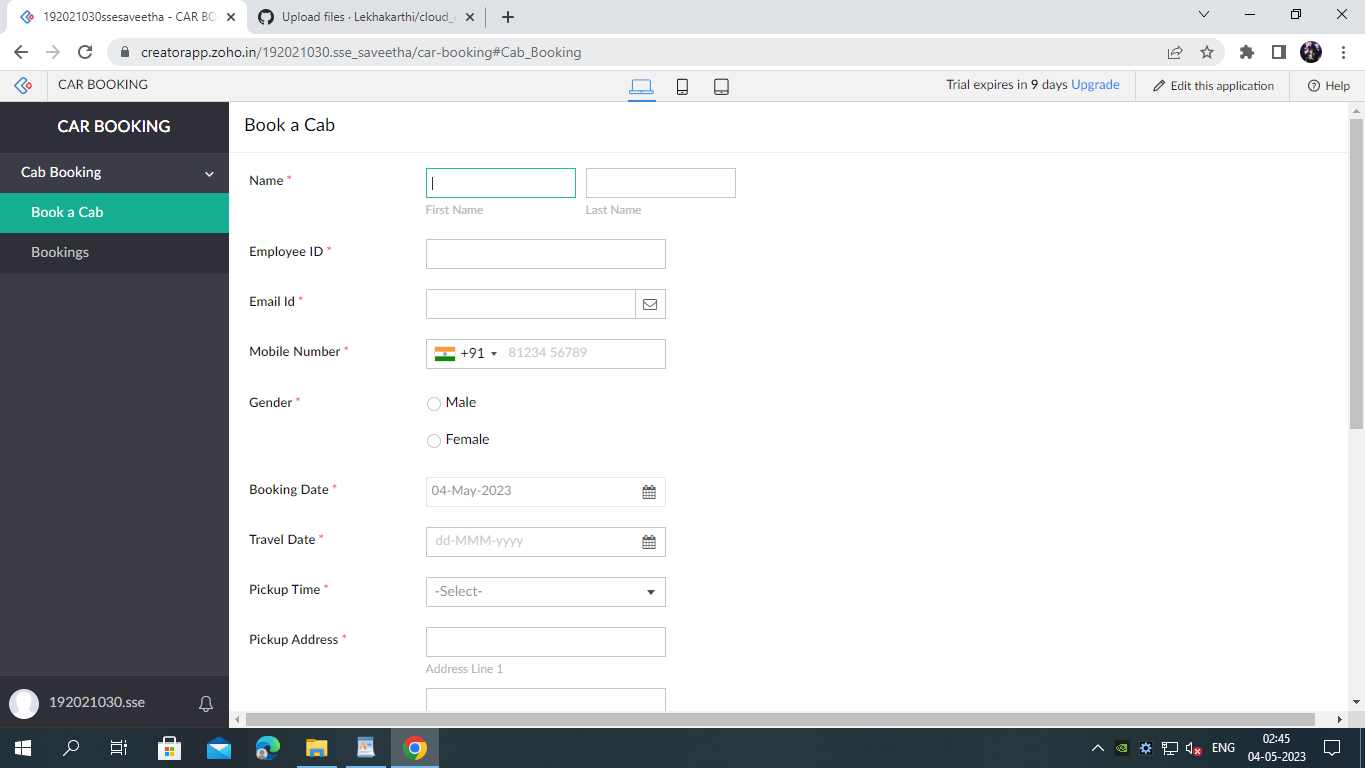 192021030ssesaveetha - CAR BO
Upload files · Lekhakarthi/cloud_
creatorapp.zoho.in/192021030.sse_saveetha/car-booking#Cab_Booking
CAR BOOKING
Trial expires in 9 days Upgrade
Edit this application
Help
CAR BOOKING
Cab Booking
Book a Cab
Bookings
Book a Cab
Name *
First Name
Last Name
Employee ID *
Email Id *
Mobile Number *
+91
81234 56789
Gender *
Male
Female
Booking Date *
04-May-2023
Travel Date *
dd-MMM-yyyy
Pickup Time *
-Select-
Pickup Address *
Address Line 1
192021030.sse
ENG
02:45
04-05-2023